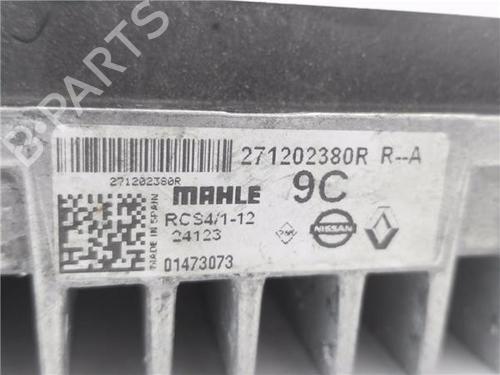 B-PARTS
271202380R R--A
271202380R
MAHLE 9C
MADE IN SPAIN
RCS4/1-12
24123
NISSAN
01473073